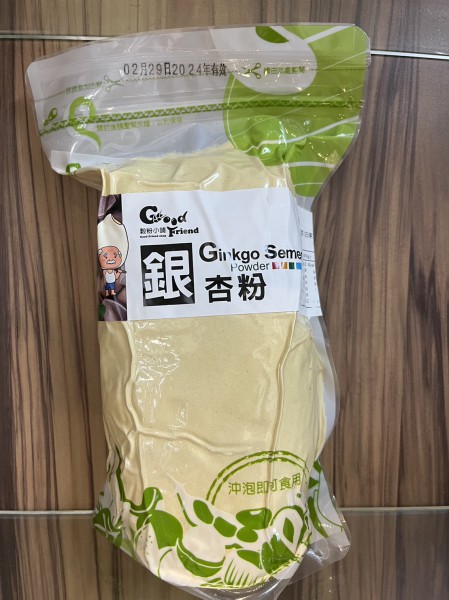 02月29日2024年有效
Good
Friend
穀粉小舖
銀
杏粉
Ginkgo Seme
Powder
沖泡即可食用